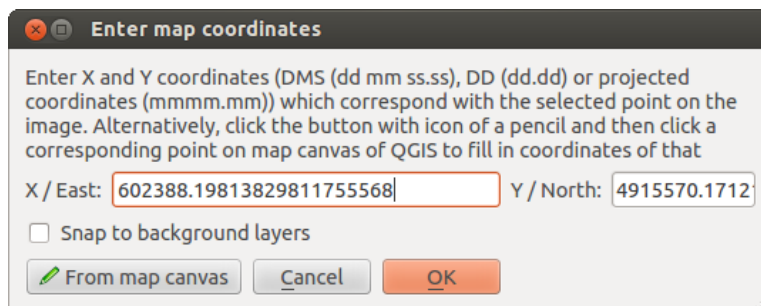 Enter map coordinates
Enter X and Y coordinates (DMS (dd mm ss.ss), DD (dd.dd) or projected
coordinates (mmmm.mm)) which correspond with the selected point on the
image. Alternatively, click the button with icon of a pencil and then click a
corresponding point on map canvas of QGIS to fill in coordinates of that
X / East: 602388.19813829811755568 Y / North: 4915570.1712
Snap to background layers
From map canvas Cancel OK